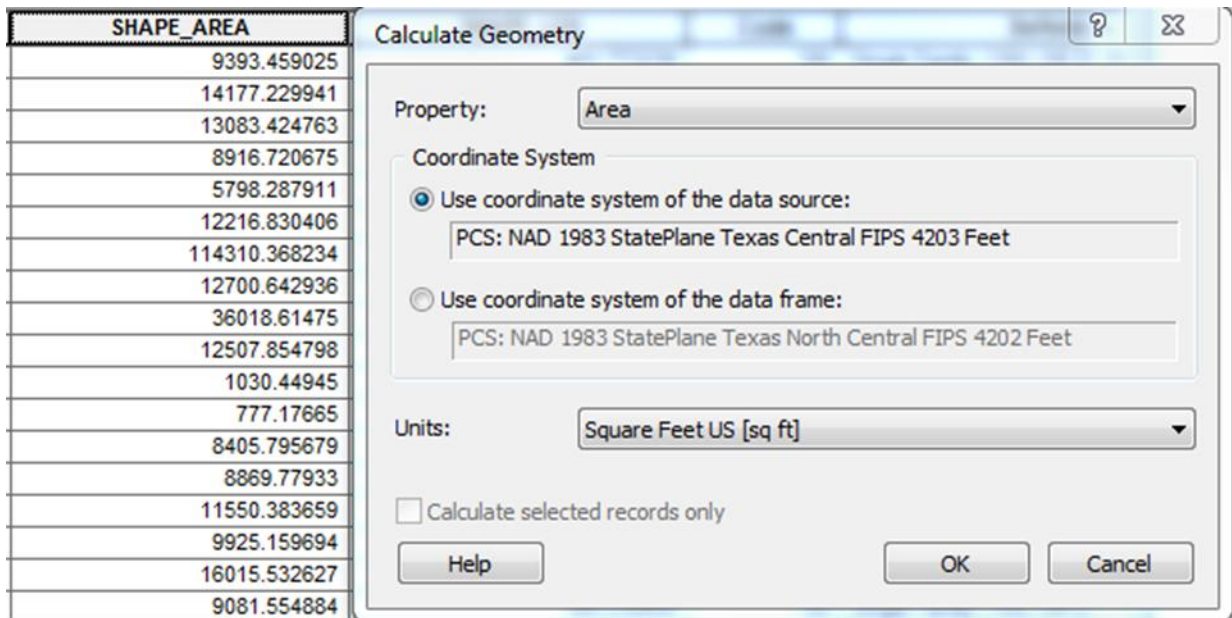 SHAPE_AREA
9393.459025
14177.229941
13083.424763
8916.720675
5798.287911
12216.830406
114310.368234
12700.642936
36018.61475
12507.854798
1030.44945
777.17665
8405.795679
8869.77933
11550.383659
9925.159694
16015.532627
9081.554884
Calculate Geometry
Property: Area
Coordinate System
Use coordinate system of the data source:
PCS: NAD 1983 StatePlane Texas Central FIPS 4203 Feet
Use coordinate system of the data frame:
PCS: NAD 1983 StatePlane Texas North Central FIPS 4202 Feet
Units: Square Feet US [sq ft]
Calculate selected records only
Help OK Cancel